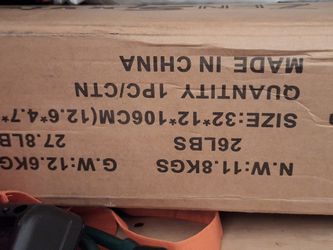 N.W:11.8KGS G.W:12.6KG
26LBS 27.8LB
SIZE:32*12*106CM(12.6*4.7*
QUANTITY 1PC/CTN
MADE IN CHINA